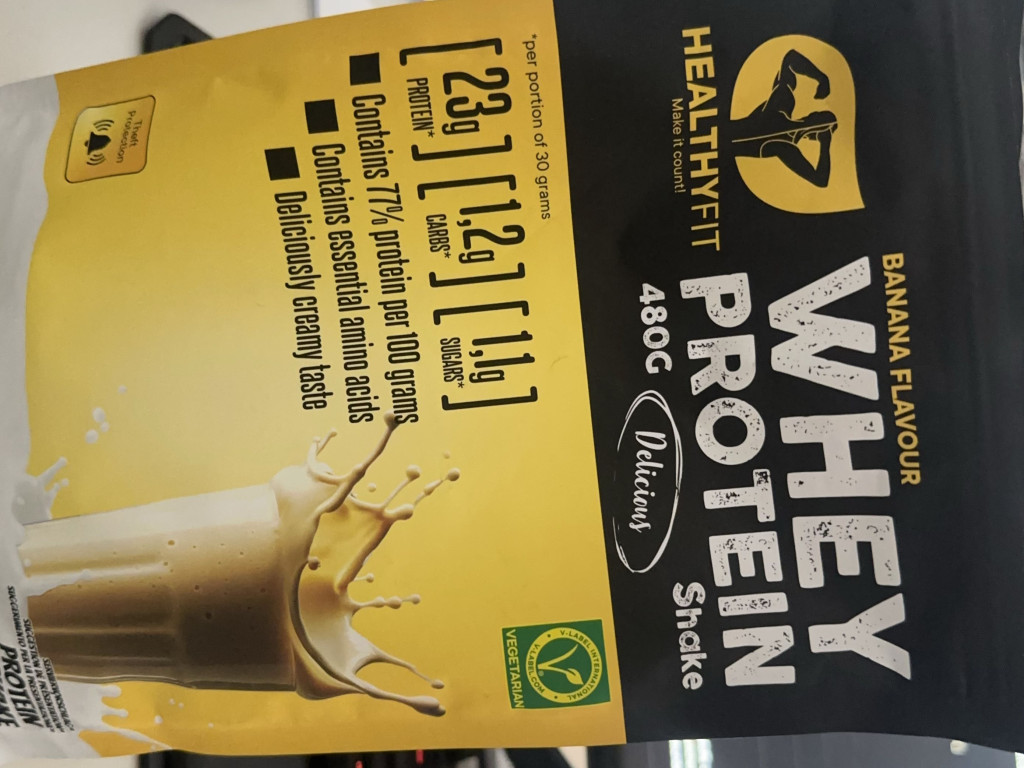 BANANA FLAVOUR
HEALTHYFIT
Make it count!
WHEY
PROTEIN
480G
Delicious
Shake
*per portion of 30 grams
[ 23g ] [ 1,2g ] [ 1,1g ]
PROTEIN* CARBS* SUGARS*
Contains 77% protein per 100 grams
Contains essential amino acids
Deliciously creamy taste
V-LABEL INTERNATIONAL
V-LABEL.COM
VEGETARIAN
Theft
Protection
PROTEIN